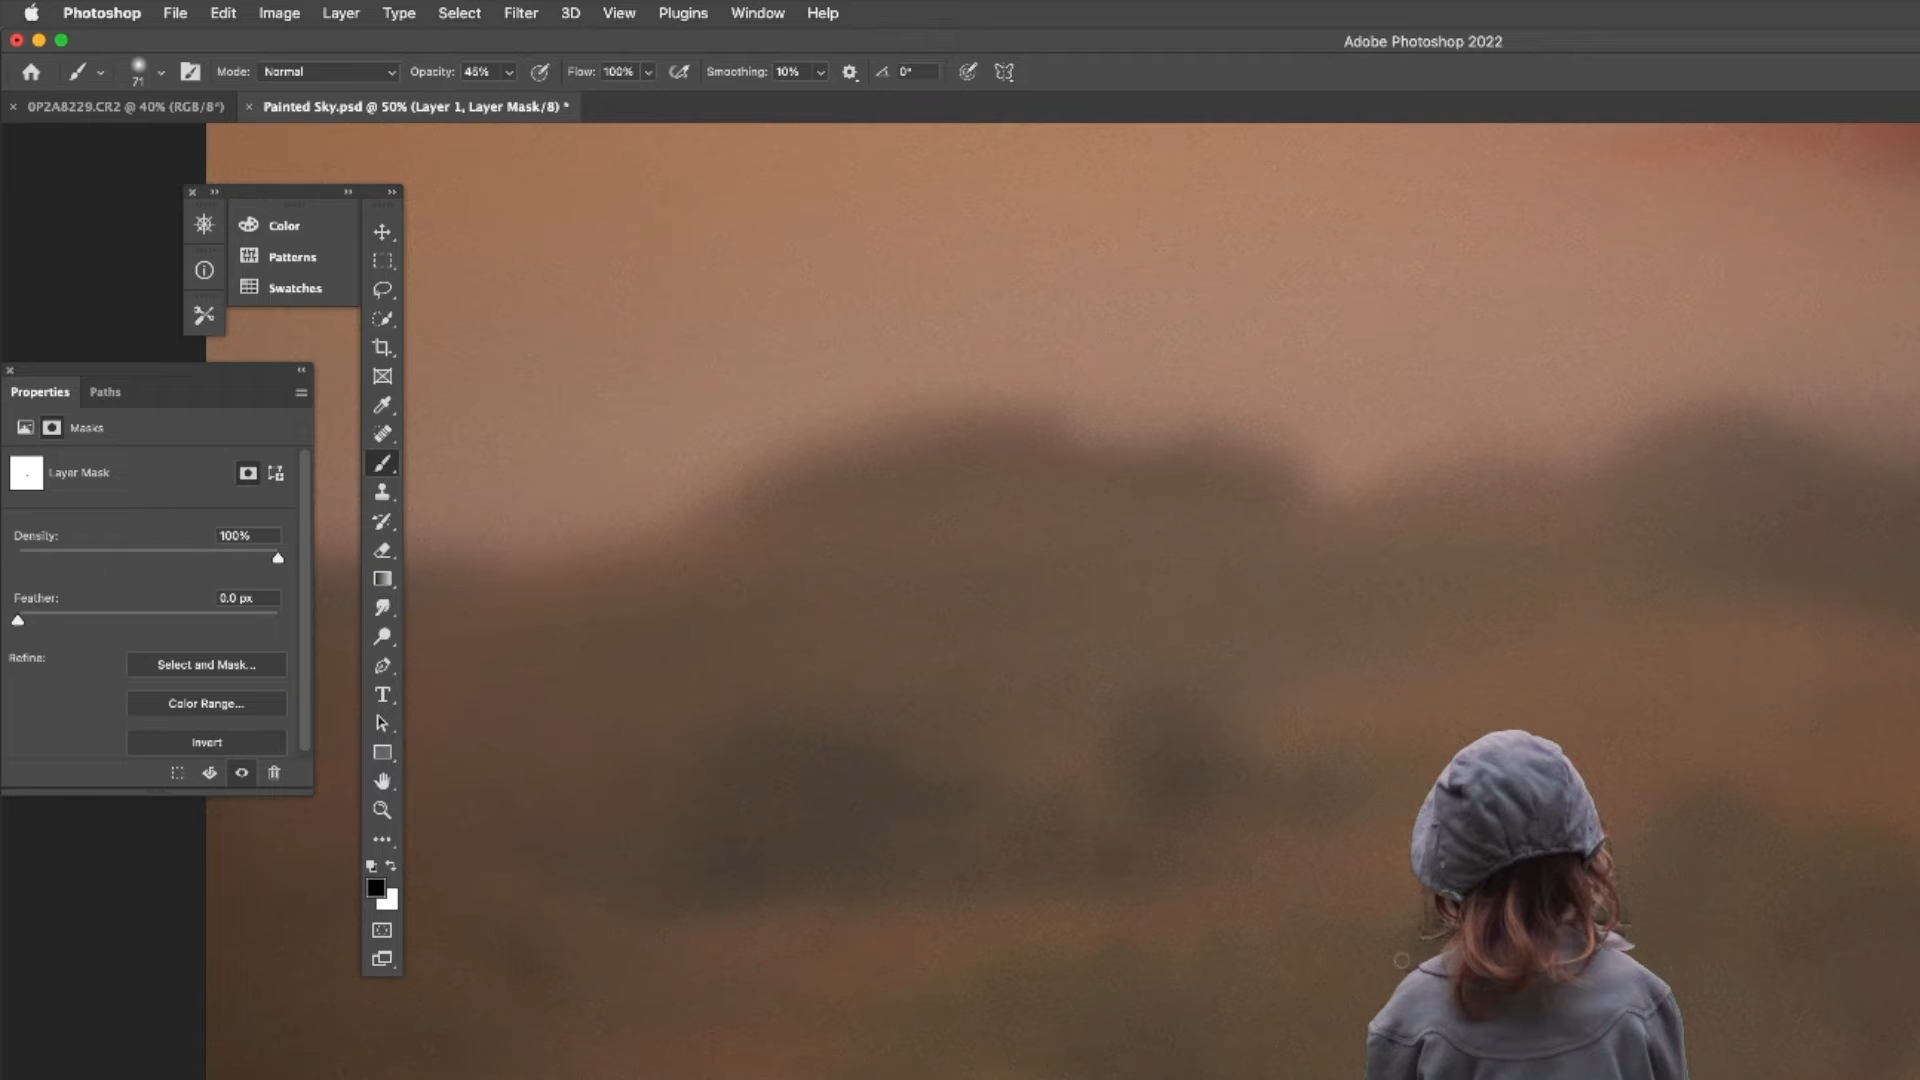 Photoshop File Edit Image Layer Type Select Filter 3D View Plugins Window Help
Adobe Photoshop 2022
71 Mode: Normal Opacity: 45% Flow: 100% Smoothing: 10% 0°
× 0P2A8229.CR2 @ 40% (RGB/8*) × Painted Sky.psd @ 50% (Layer 1, Layer Mask/8) *
Color
Patterns
Swatches
Properties Paths
Masks
Layer Mask
Density: 100%
Feather: 0.0 px
Refine: Select and Mask...
Color Range...
Invert